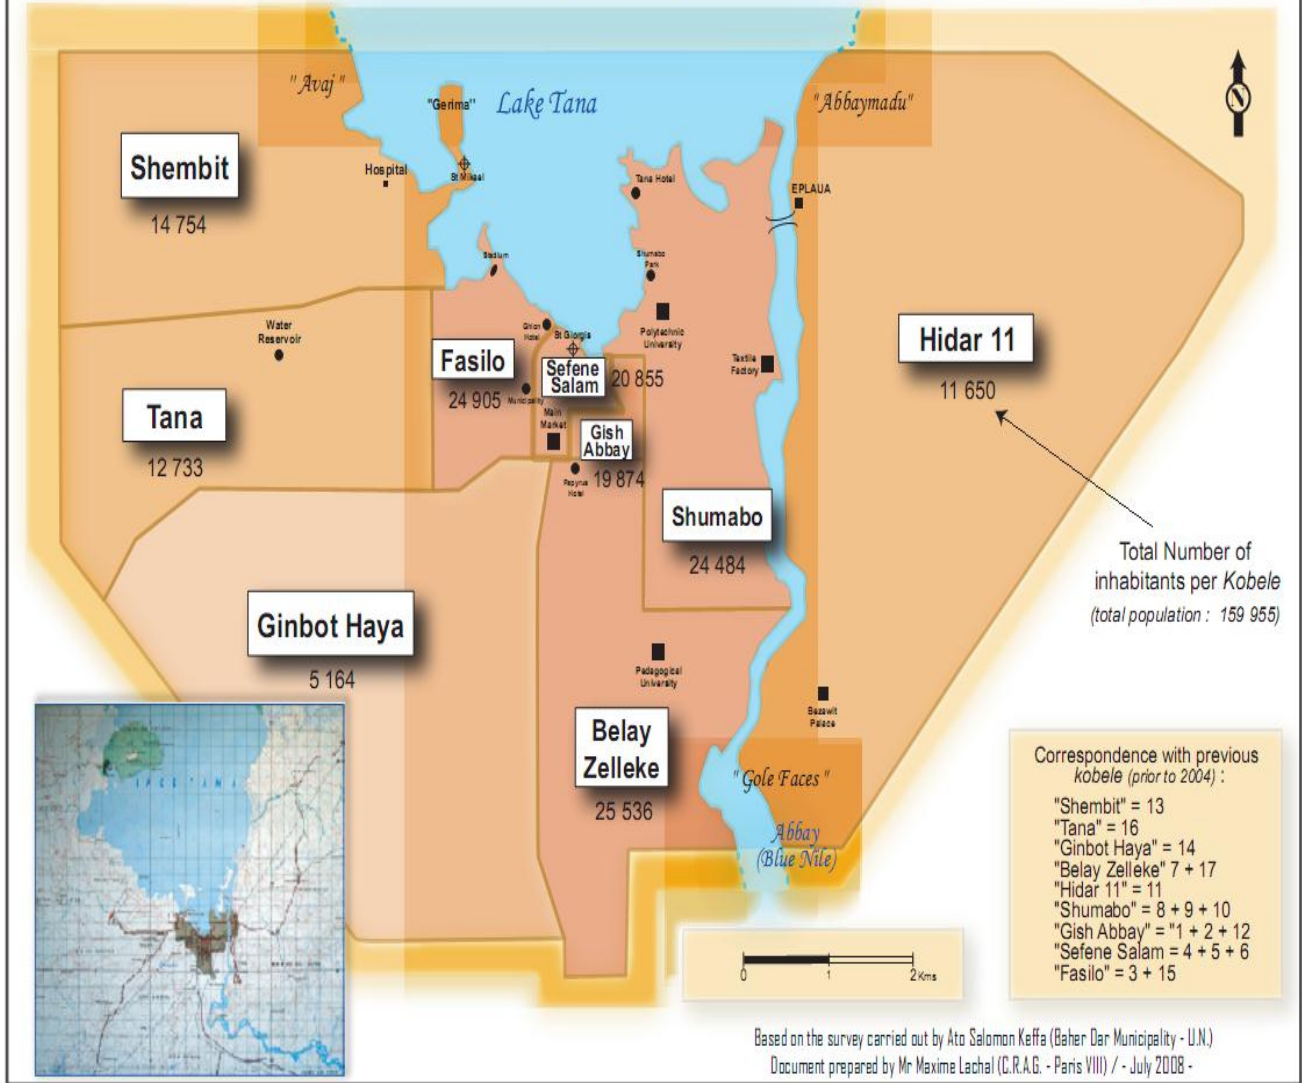 " Avaj "
"Gerima"
Lake Tana
"Abbaymadu"
N
Shembit
14 754
Hospital
St Mikael
Tana Hotel
EPLAUA
Stadium
Shumabo
Park
Water
Reservoir
Ghion
Hotel
St Giorgis
Polytechnic
University
Hidar 11
11 650
Fasilo
24 905
Sefene
Salam
20 855
Textile
Factory
Municipality
Main
Market
Tana
12 733
Gish
Abbay
19 874
Papyrus
Hotel
Shumabo
24 484
Total Number of
inhabitants per Kobele
(total population : 159 955)
Ginbot Haya
5 164
Pedagogical
University
Bezawit
Palace
Belay
Zelleke
25 536
" Gole Faces "
Abbay
(Blue Nile)
Correspondence with previous
kobele (prior to 2004) :
"Shembit" = 13
"Tana" = 16
"Ginbot Haya" = 14
"Belay Zelleke" 7 + 17
"Hidar 11" = 11
"Shumabo" = 8 + 9 + 10
"Gish Abbay" = "1 + 2 + 12
"Sefene Salam = 4 + 5 + 6
"Fasilo" = 3 + 15
0 1 2 Kms
Based on the survey carried out by Ato Salomon Keffa (Baher Dar Municipality - U.N.)
Document prepared by Mr Maxime Lachal (C.R.A.G. - Paris VIII) / - July 2008 -